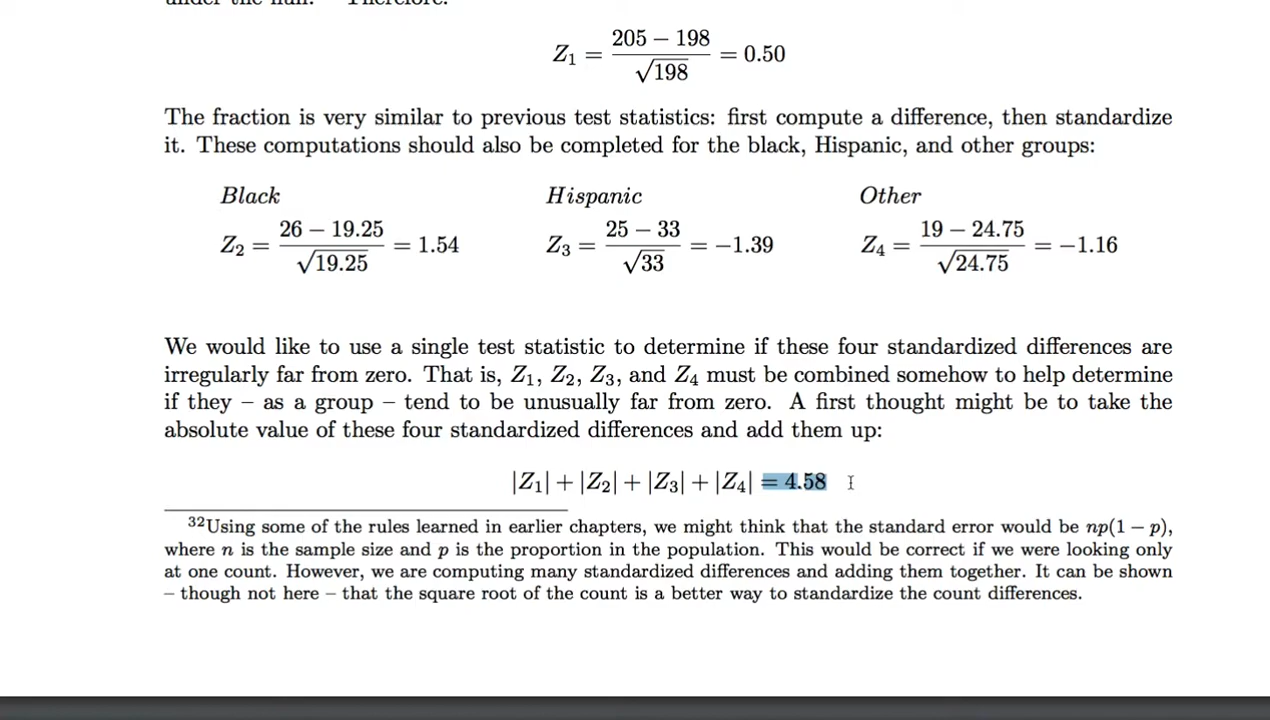 under the null. Therefore:
Z₁ = (205 − 198) / √198 = 0.50
The fraction is very similar to previous test statistics: first compute a difference, then standardize
it. These computations should also be completed for the black, Hispanic, and other groups:
Black Hispanic Other
Z₂ = (26 − 19.25) / √19.25 = 1.54 Z₃ = (25 − 33) / √33 = −1.39 Z₄ = (19 − 24.75) / √24.75 = −1.16
We would like to use a single test statistic to determine if these four standardized differences are
irregularly far from zero. That is, Z₁, Z₂, Z₃, and Z₄ must be combined somehow to help determine
if they – as a group – tend to be unusually far from zero. A first thought might be to take the
absolute value of these four standardized differences and add them up:
|Z₁| + |Z₂| + |Z₃| + |Z₄| = 4.58
³²Using some of the rules learned in earlier chapters, we might think that the standard error would be np(1 − p),
where n is the sample size and p is the proportion in the population. This would be correct if we were looking only
at one count. However, we are computing many standardized differences and adding them together. It can be shown
– though not here – that the square root of the count is a better way to standardize the count differences.